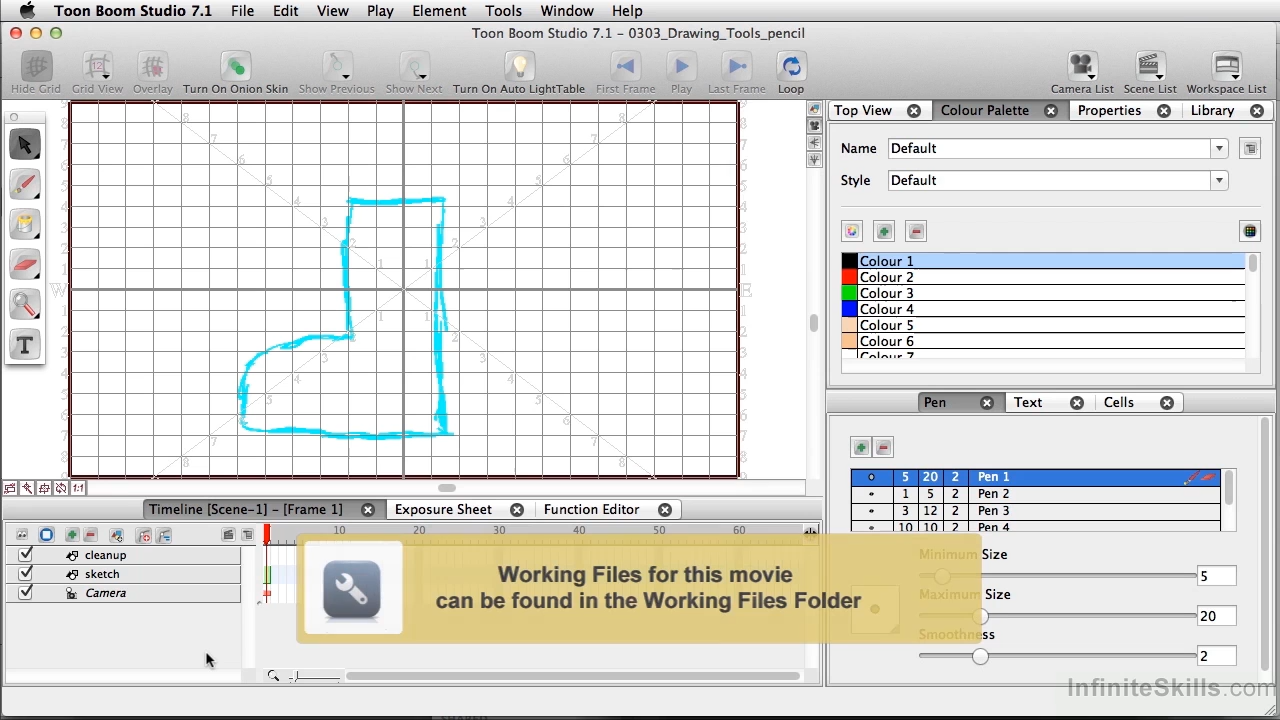 Toon Boom Studio 7.1 File Edit View Play Element Tools Window Help
Toon Boom Studio 7.1 - 0303_Drawing_Tools_pencil
Hide Grid Grid View Overlay Turn On Onion Skin Show Previous Show Next Turn On Auto LightTable First Frame Play Last Frame Loop Camera List Scene List Workspace List
Top View Colour Palette Properties Library
Name Default
Style Default
Colour 1
Colour 2
Colour 3
Colour 4
Colour 5
Colour 6
Colour 7
W E
T
1:1
Pen Text Cells
5 20 2 Pen 1
1 5 2 Pen 2
3 12 2 Pen 3
10 10 2 Pen 4
Minimum Size
5
Maximum Size
20
Smoothness
2
Timeline [Scene-1] - [Frame 1] Exposure Sheet Function Editor
10 20 30 40 50 60
cleanup
sketch
Camera
Working Files for this movie
can be found in the Working Files Folder
InfiniteSkills.com